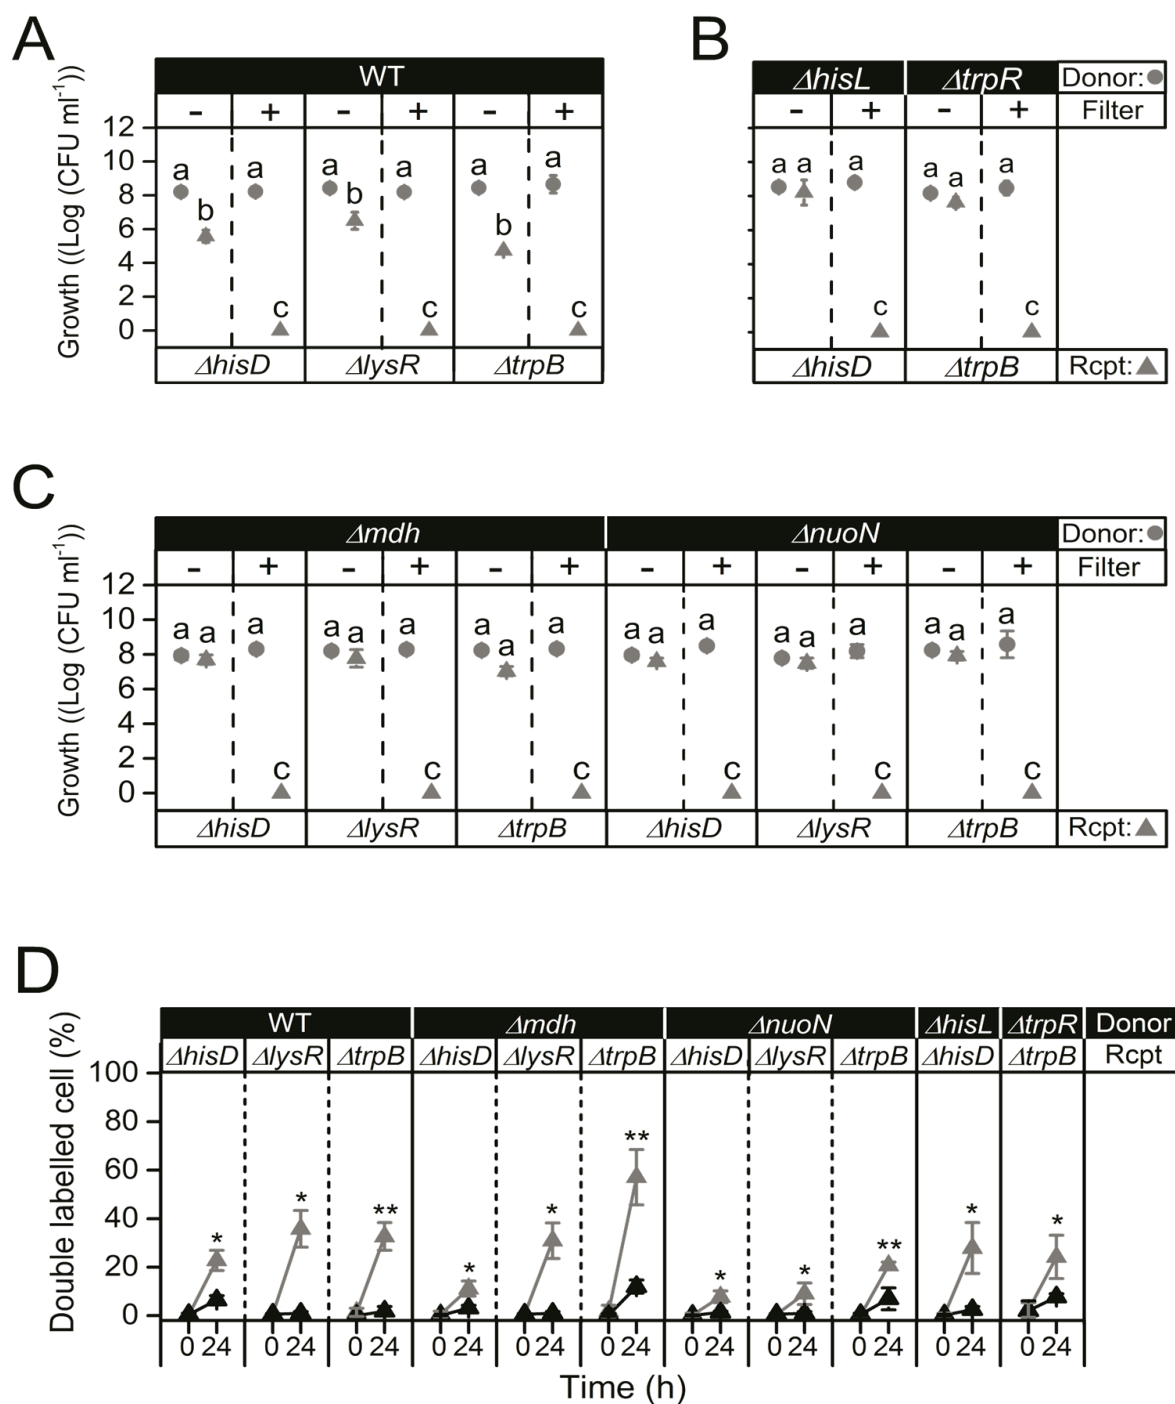 A
WT
- + - + - +
Growth ((Log (CFU ml-1))
12
10
8
6
4
2
0
a a a a a a
b b b
c c c
ΔhisD ΔlysR ΔtrpB
B
ΔhisL ΔtrpR Donor:
- + - + Filter
a a a a a a
c c
ΔhisD ΔtrpB Rcpt:
C
Δmdh ΔnuoN Donor:
- + - + - + - + - + - + Filter
Growth ((Log (CFU ml-1))
12
10
8
6
4
2
0
a a a a a a a a a a a a a a a a a a
c c c c c c
ΔhisD ΔlysR ΔtrpB ΔhisD ΔlysR ΔtrpB Rcpt:
D
WT Δmdh ΔnuoN ΔhisL ΔtrpR Donor
ΔhisD ΔlysR ΔtrpB ΔhisD ΔlysR ΔtrpB ΔhisD ΔlysR ΔtrpB ΔhisD ΔtrpB Rcpt
Double labelled cell (%)
100
80
60
40
20
0
* * ** * * ** * * ** * *
0 24 0 24 0 24 0 24 0 24 0 24 0 24 0 24 0 24 0 24 0 24
Time (h)